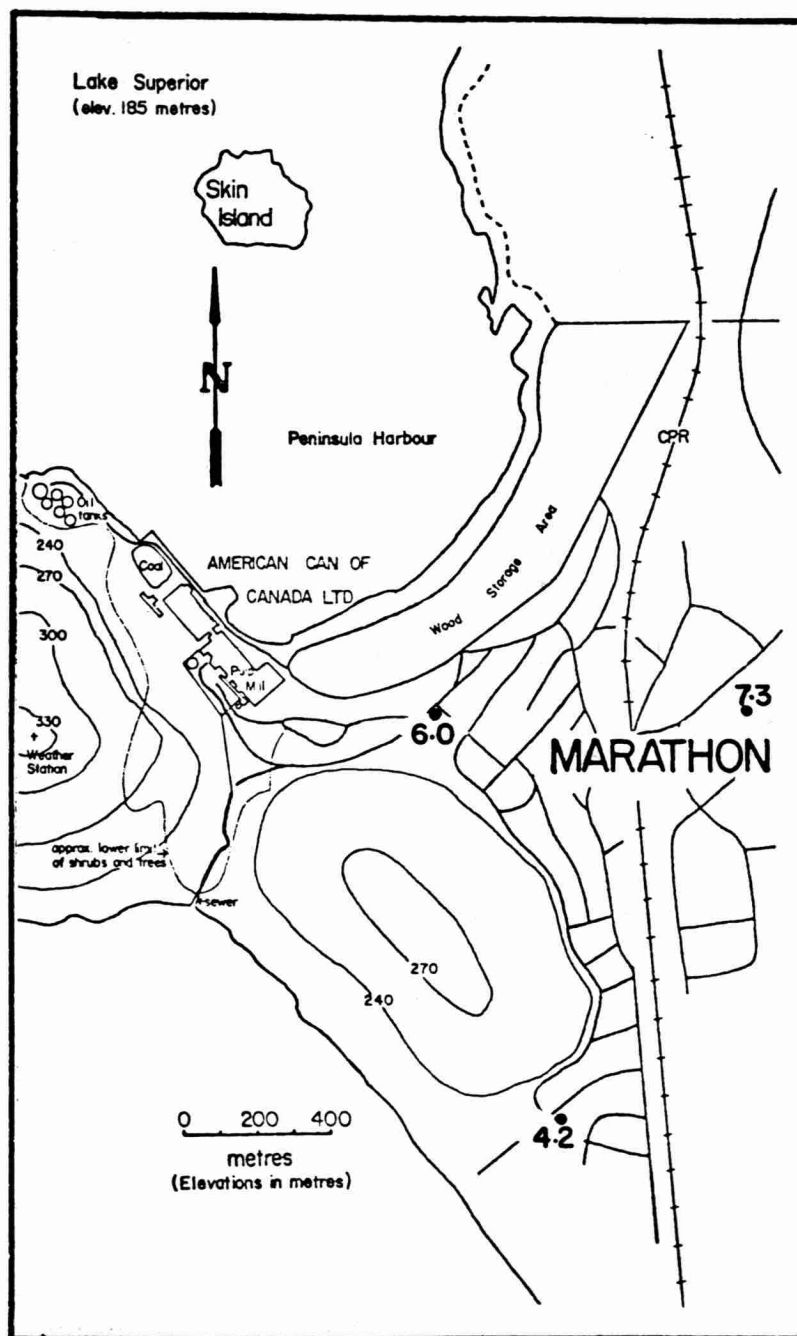 Lake Superior
(elev. 185 metres)
Skin
Island
N
Peninsula Harbour
CPR
Oil
tanks
240
270
300
330
Weather
Station
Coal
AMERICAN CAN OF
CANADA LTD
Pulp
Mill
Wood Storage Area
6.0
7.3
MARATHON
approx. lower limit
of shrubs and trees
sewer
270
240
4.2
0 200 400
metres
(Elevations in metres)